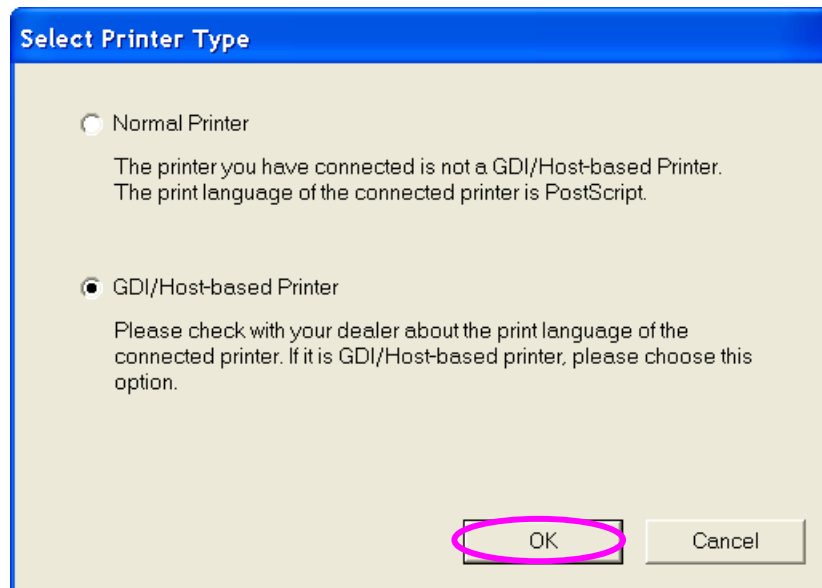 Select Printer Type
Normal Printer
The printer you have connected is not a GDI/Host-based Printer.
The print language of the connected printer is PostScript.
GDI/Host-based Printer
Please check with your dealer about the print language of the
connected printer. If it is GDI/Host-based printer, please choose this
option.
OK
Cancel